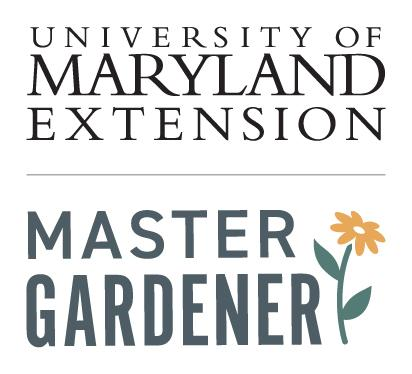 UNIVERSITY OF
MARYLAND
EXTENSION
MASTER
GARDENER